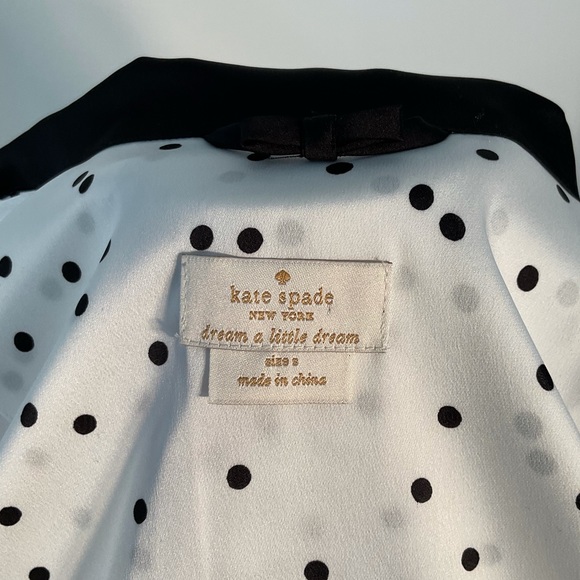 kate spade
NEW YORK
dream a little dream
size s
made in china